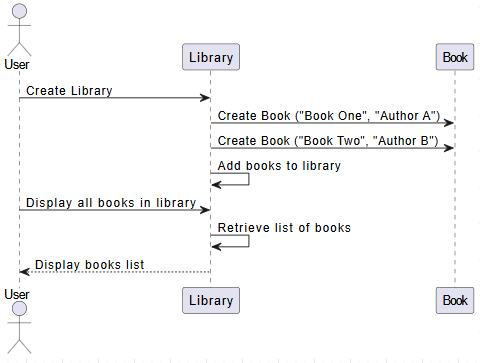 User
Library
Book
Create Library
Create Book ("Book One", "Author A")
Create Book ("Book Two", "Author B")
Add books to library
Display all books in library
Retrieve list of books
Display books list
User
Library
Book